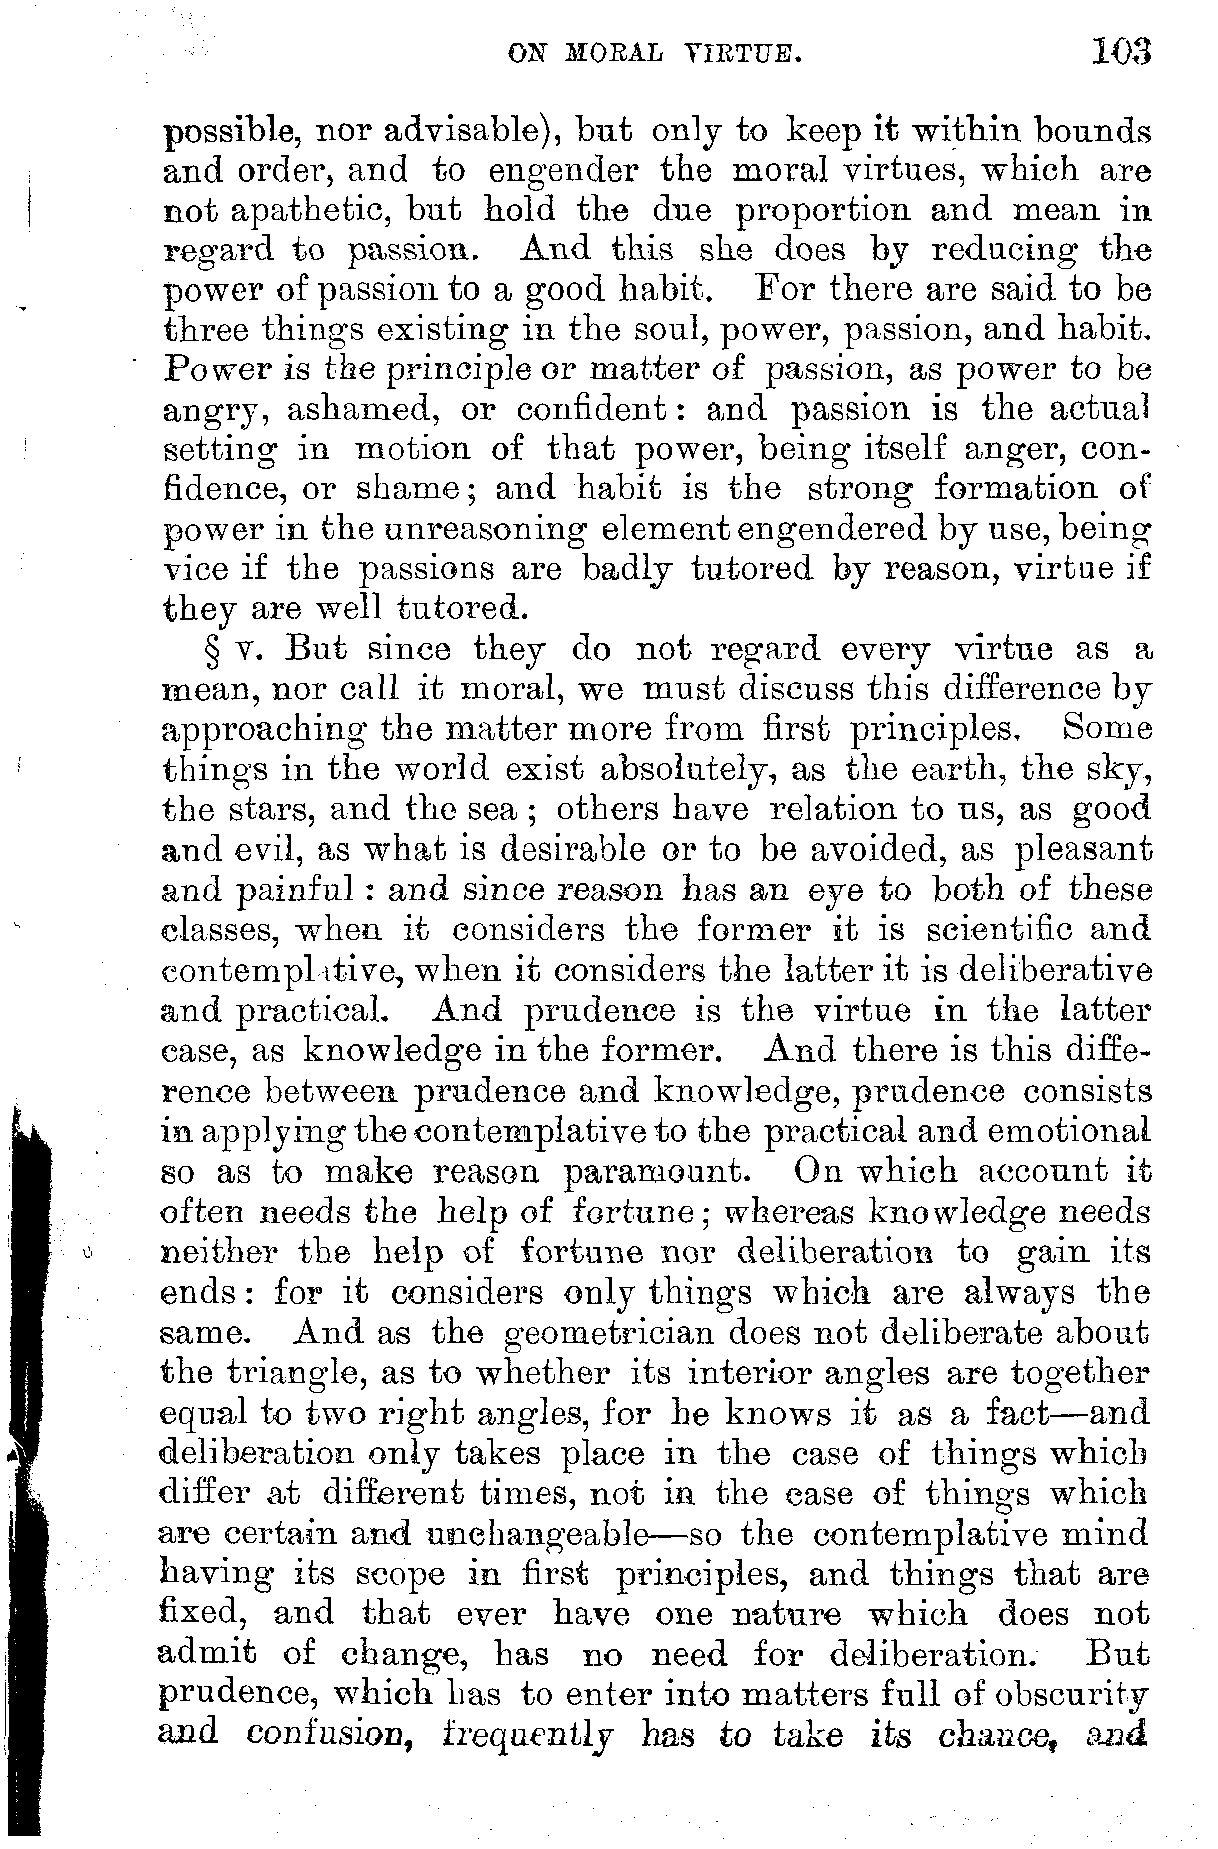 ON MORAL VIRTUE. 103
possible, nor advisable), but only to keep it within bounds
and order, and to engender the moral virtues, which are
not apathetic, but hold the due proportion and mean in
regard to passion. And this she does by reducing the
power of passion to a good habit. For there are said to be
three things existing in the soul, power, passion, and habit.
Power is the principle or matter of passion, as power to be
angry, ashamed, or confident: and passion is the actual
setting in motion of that power, being itself anger, con-
fidence, or shame; and habit is the strong formation of
power in the unreasoning element engendered by use, being
vice if the passions are badly tutored by reason, virtue if
they are well tutored.
§ V. But since they do not regard every virtue as a
mean, nor call it moral, we must discuss this difference by
approaching the matter more from first principles. Some
things in the world exist absolutely, as the earth, the sky,
the stars, and the sea; others have relation to us, as good
and evil, as what is desirable or to be avoided, as pleasant
and painful: and since reason has an eye to both of these
classes, when it considers the former it is scientific and
contemplative, when it considers the latter it is deliberative
and practical. And prudence is the virtue in the latter
case, as knowledge in the former. And there is this diffe-
rence between prudence and knowledge, prudence consists
in applying the contemplative to the practical and emotional
so as to make reason paramount. On which account it
often needs the help of fortune; whereas knowledge needs
neither the help of fortune nor deliberation to gain its
ends: for it considers only things which are always the
same. And as the geometrician does not deliberate about
the triangle, as to whether its interior angles are together
equal to two right angles, for he knows it as a fact—and
deliberation only takes place in the case of things which
differ at different times, not in the case of things which
are certain and unchangeable—so the contemplative mind
having its scope in first principles, and things that are
fixed, and that ever have one nature which does not
admit of change, has no need for deliberation. But
prudence, which has to enter into matters full of obscurity
and confusion, frequently has to take its chance, and